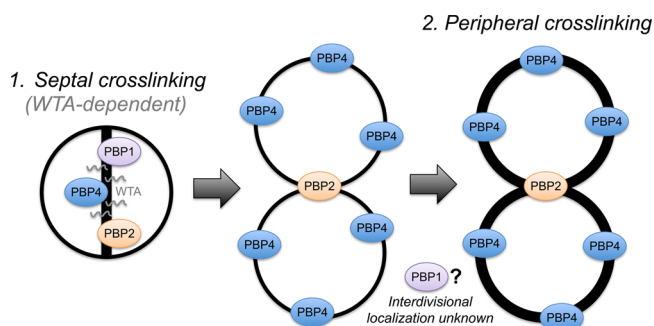 1. Septal crosslinking
(WTA-dependent)
PBP1
PBP4
WTA
PBP2
PBP4
PBP4
PBP4
PBP2
PBP4
PBP4
PBP4
PBP1 ?
Interdivisional
localization unknown
2. Peripheral crosslinking
PBP4
PBP4
PBP4
PBP2
PBP4
PBP4
PBP4